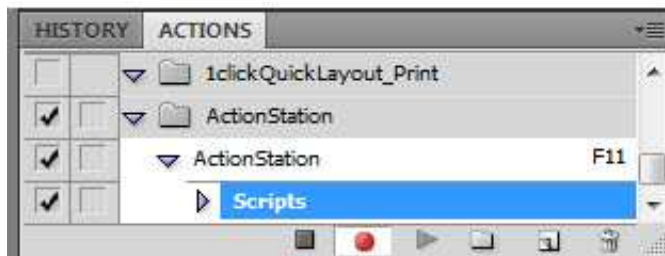 HISTORY ACTIONS
1clickQuickLayout_Print
ActionStation
ActionStation F11
Scripts